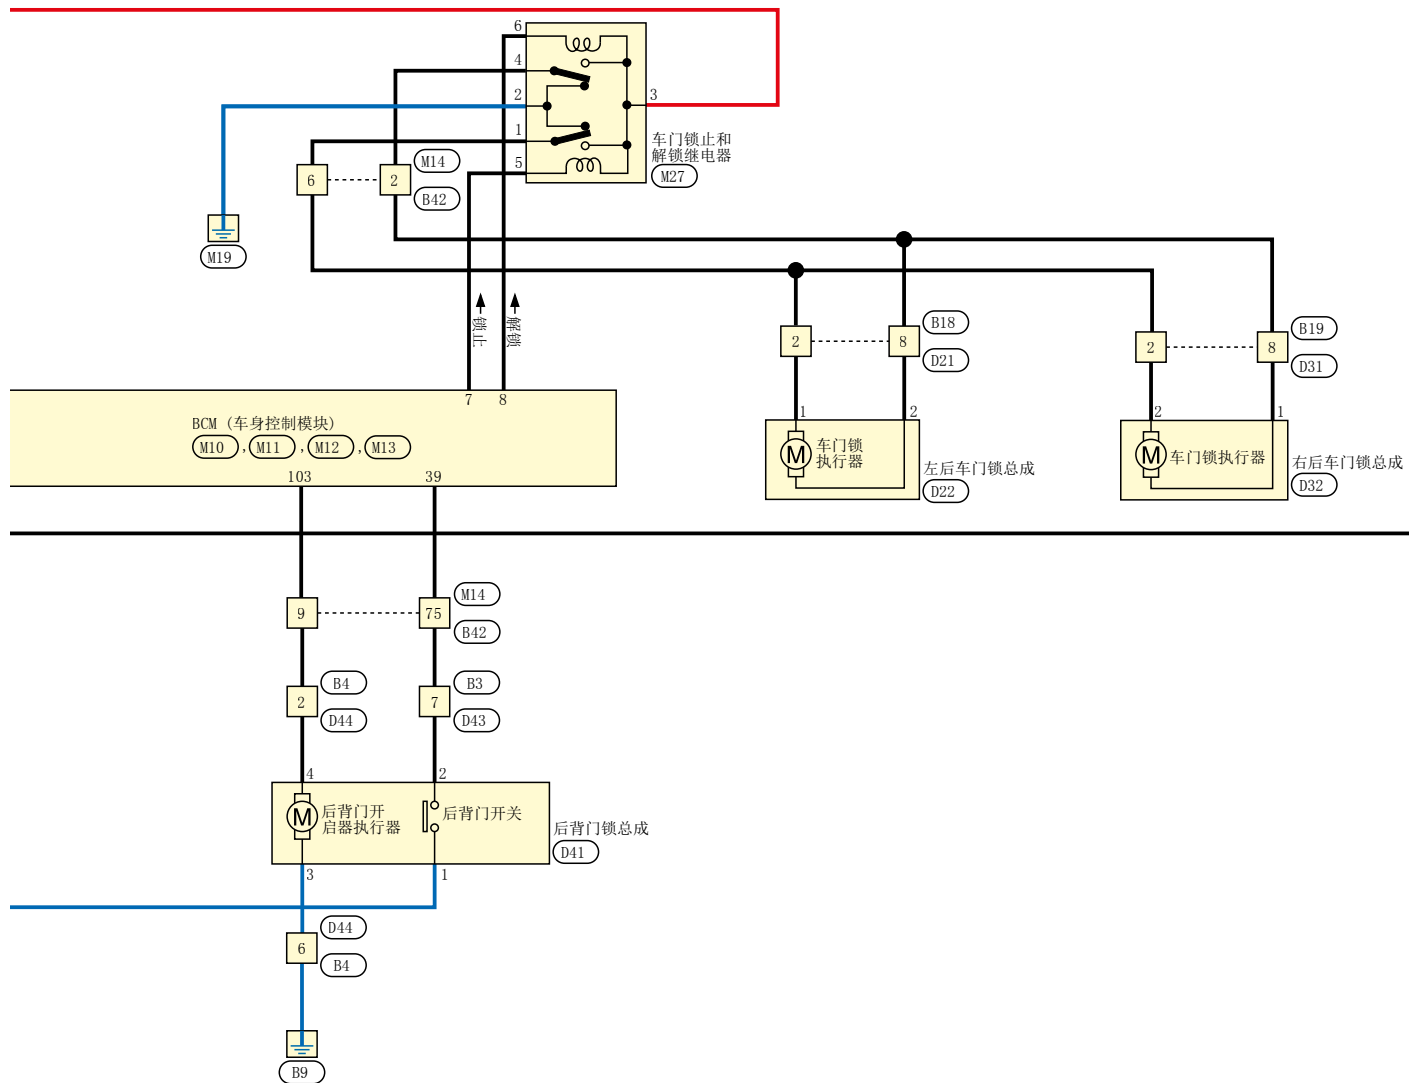 6
4
2
1
5
3
车门锁止和
解锁继电器
M27
6
2
M14
B42
M19
锁止
解锁
2
8
B18
D21
2
8
B19
D31
7
8
BCM (车身控制模块)
M10 , M11 , M12 , M13
103
39
1
2
M
车门锁
执行器
左后车门锁总成
D22
2
1
M
车门锁执行器
右后车门锁总成
D32
9
75
M14
B42
2
B4
D44
7
B3
D43
4
2
M
后背门开
启器执行器
后背门开关
后背门锁总成
D41
3
1
6
D44
B4
B9